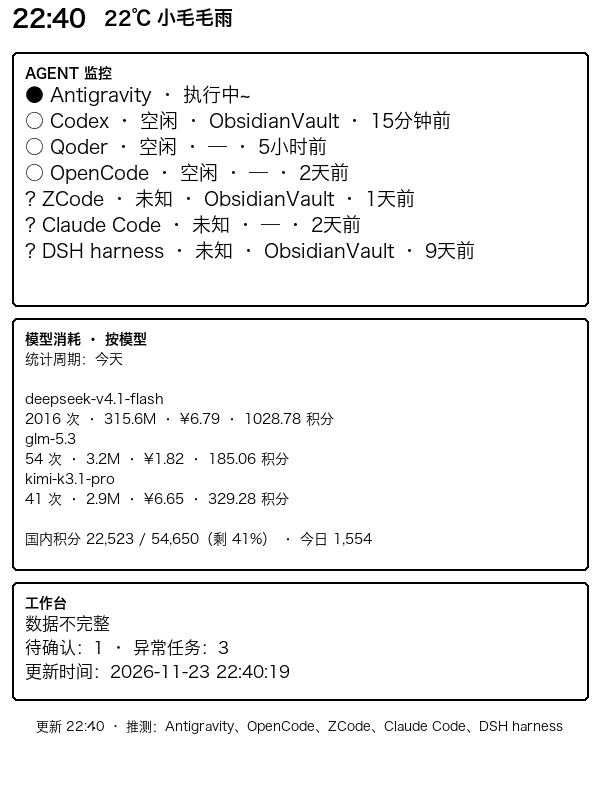 22:40 22℃ 小毛毛雨
AGENT 监控
● Antigravity · 执行中~
○ Codex · 空闲 · ObsidianVault · 15分钟前
○ Qoder · 空闲 · — · 5小时前
○ OpenCode · 空闲 · — · 2天前
? ZCode · 未知 · ObsidianVault · 1天前
? Claude Code · 未知 · — · 2天前
? DSH harness · 未知 · ObsidianVault · 9天前
模型消耗 · 按模型
统计周期: 今天
deepseek-v4.1-flash
2016 次 · 315.6M · ¥6.79 · 1028.78 积分
glm-5.3
54 次 · 3.2M · ¥1.82 · 185.06 积分
kimi-k3.1-pro
41 次 · 2.9M · ¥6.65 · 329.28 积分
国内积分 22,523 / 54,650（剩 41%） · 今日 1,554
工作台
数据不完整
待确认: 1 · 异常任务: 3
更新时间: 2026-11-23 22:40:19
更新 22:40 · 推测: Antigravity、OpenCode、ZCode、Claude Code、DSH harness